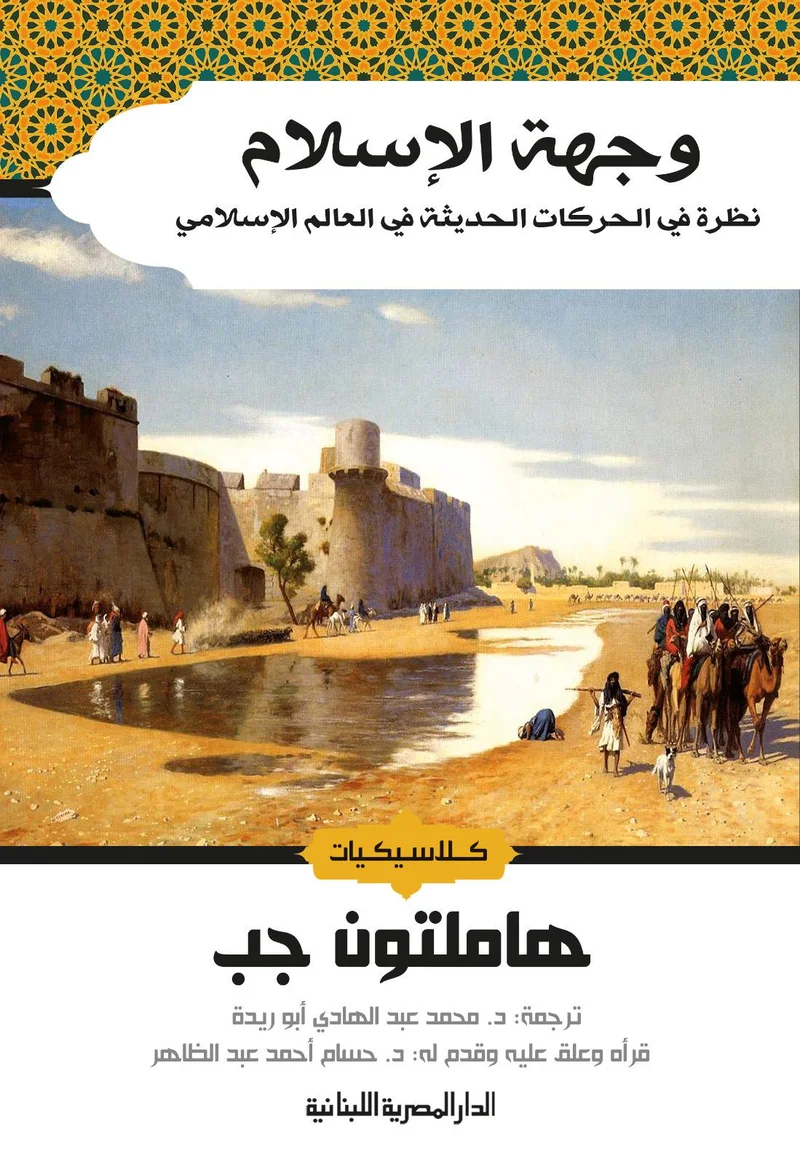 وجهة الإسلام
نظرة في الحركات الحديثة في العالم الإسلامي
كلاسيكيات
هاملتون جب
ترجمة: د. محمد عبد الهادي أبو ريدة
قرأه وعلق عليه وقدم له: د. حسام أحمد عبد الظاهر
الدار المصرية اللبنانية